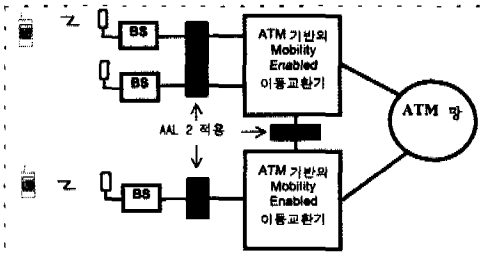 BS
ATM 기반의
Mobility
Enabled
이동교환기
BS
ATM 망
AAL 2 적용
ATM 기반의
Mobility
Enabled
이동교환기
BS